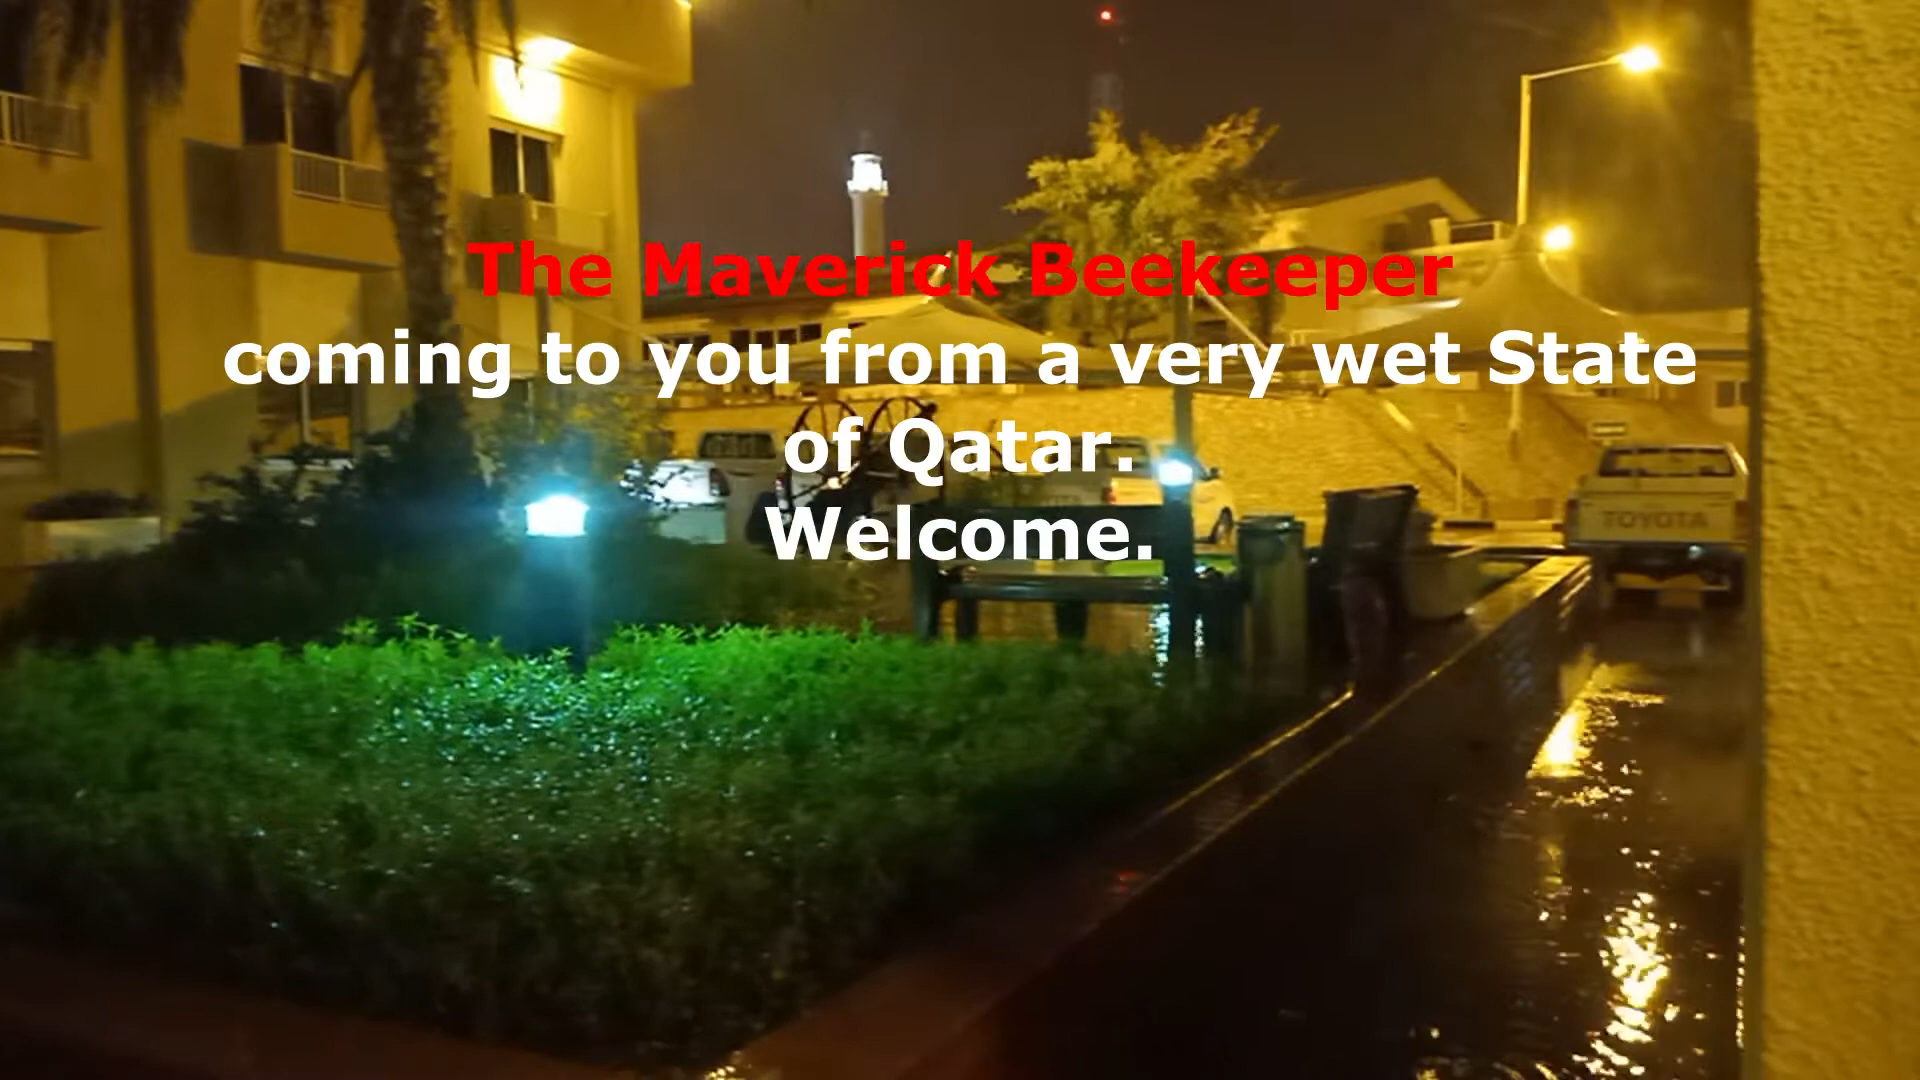 The Maverick Beekeeper
coming to you from a very wet State
of Qatar.
Welcome.
TOYOTA